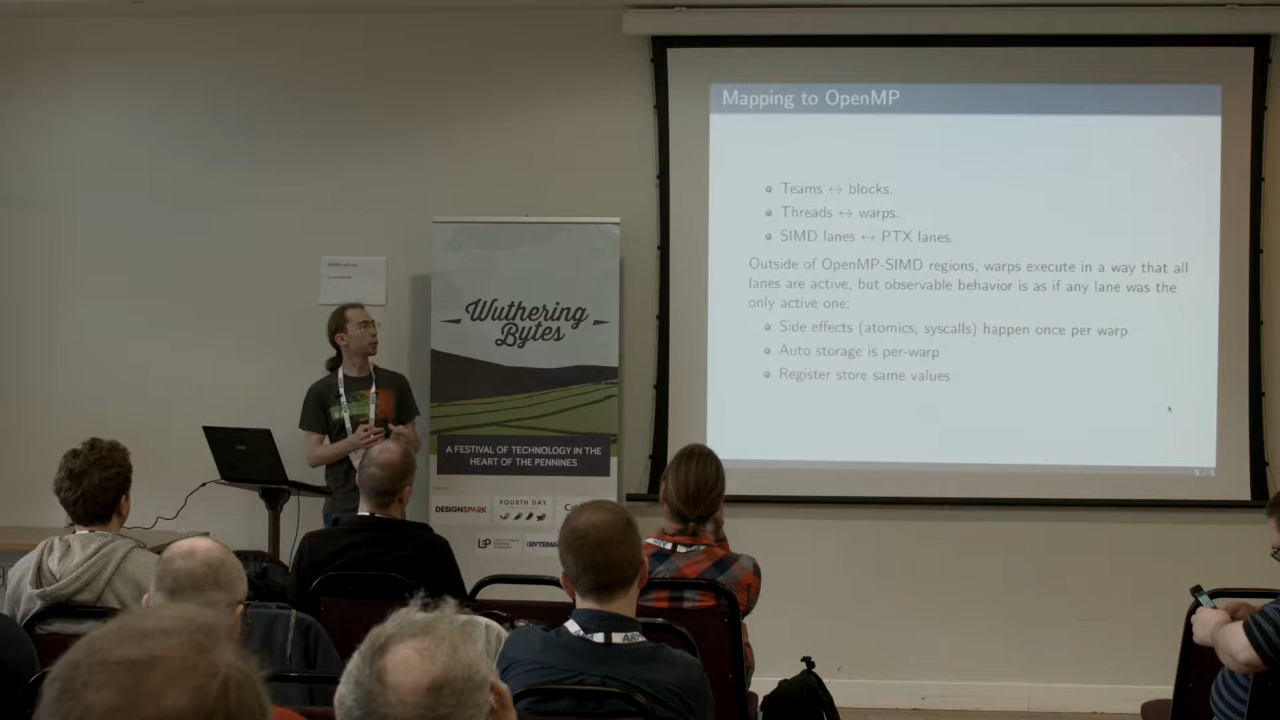 Mapping to OpenMP
Teams ↔ blocks.
Threads ↔ warps.
SIMD lanes ↔ PTX lanes.
Outside of OpenMP-SIMD regions, warps execute in a way that all
lanes are active, but observable behavior is as if any lane was the
only active one:
Side effects (atomics, syscalls) happen once per warp
Auto storage is per-warp
Register store same values
Wuthering
Bytes
A FESTIVAL OF TECHNOLOGY IN THE
HEART OF THE PENNINES
DESIGNSPARK
FOURTH DAY
LEP
ARM